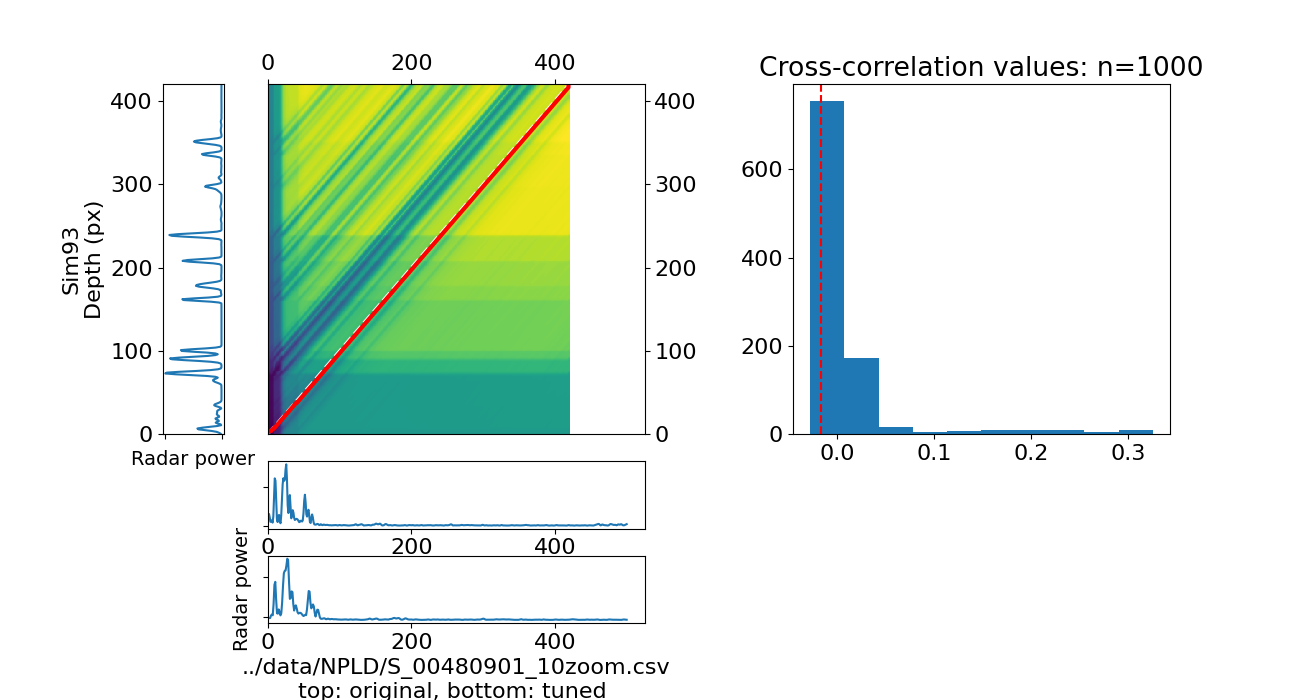 Cross-correlation values: n=1000
0 200 400
400 400
300 300
200 200
100 100
0 0
Sim93
Depth (px)
Radar power
600
400
200
0
0.0 0.1 0.2 0.3
0 200 400
Radar power
0 200 400
../data/NPLD/S_00480901_10zoom.csv
top: original, bottom: tuned